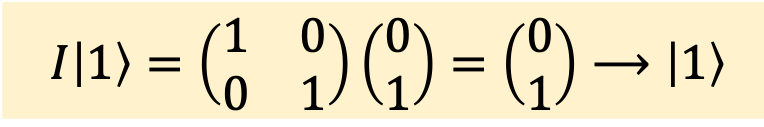 I|1⟩ = (1 0 0 1) (0 1) = (0 1) ⟶ |1⟩